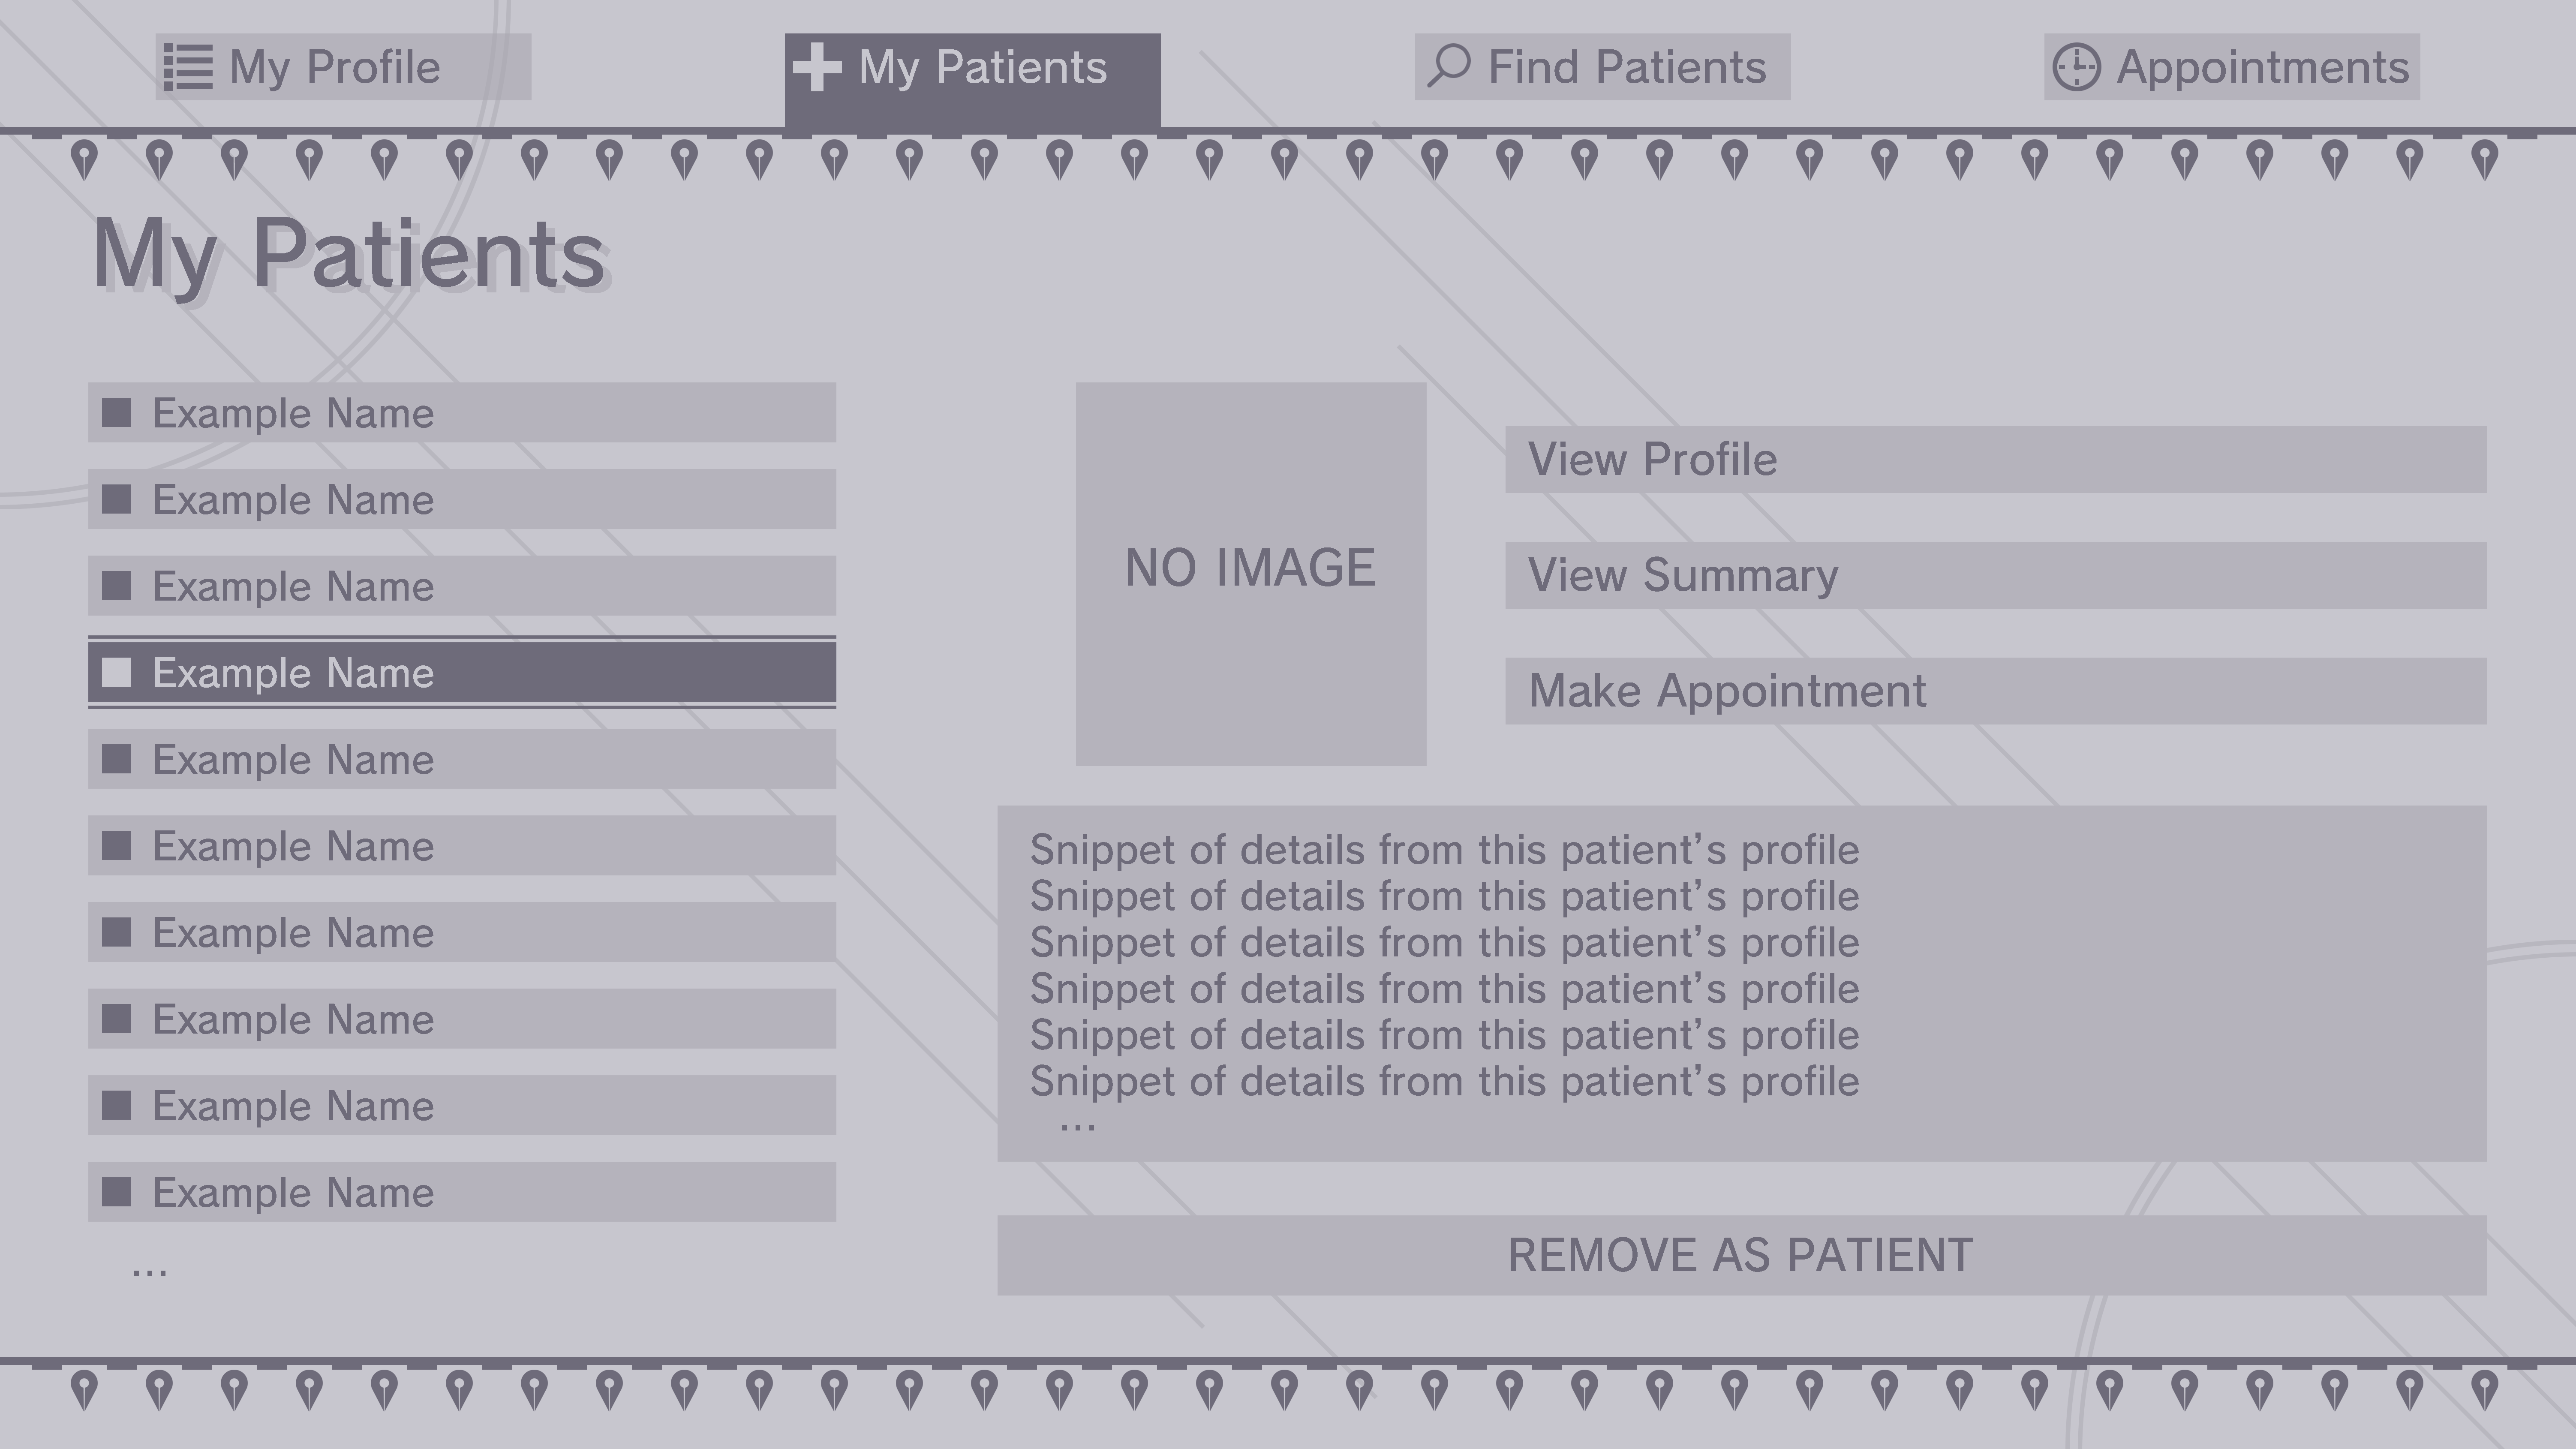 My Profile
My Patients
Find Patients
Appointments
My Patients
Example Name
Example Name
Example Name
Example Name
Example Name
Example Name
Example Name
Example Name
Example Name
Example Name
...
NO IMAGE
View Profile
View Summary
Make Appointment
Snippet of details from this patient’s profile
Snippet of details from this patient’s profile
Snippet of details from this patient’s profile
Snippet of details from this patient’s profile
Snippet of details from this patient’s profile
Snippet of details from this patient’s profile
...
REMOVE AS PATIENT